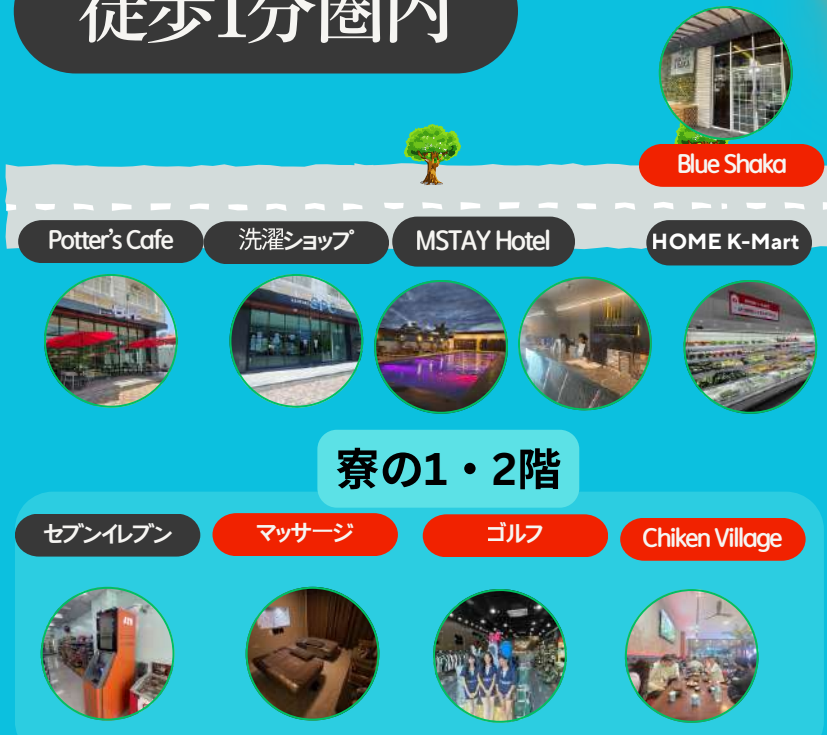 徒歩1分圏内
Blue Shaka
Potter's Cafe
洗濯ショップ
MSTAY Hotel
HOME K-Mart
寮の1・2階
セブンイレブン
マッサージ
ゴルフ
Chiken Village